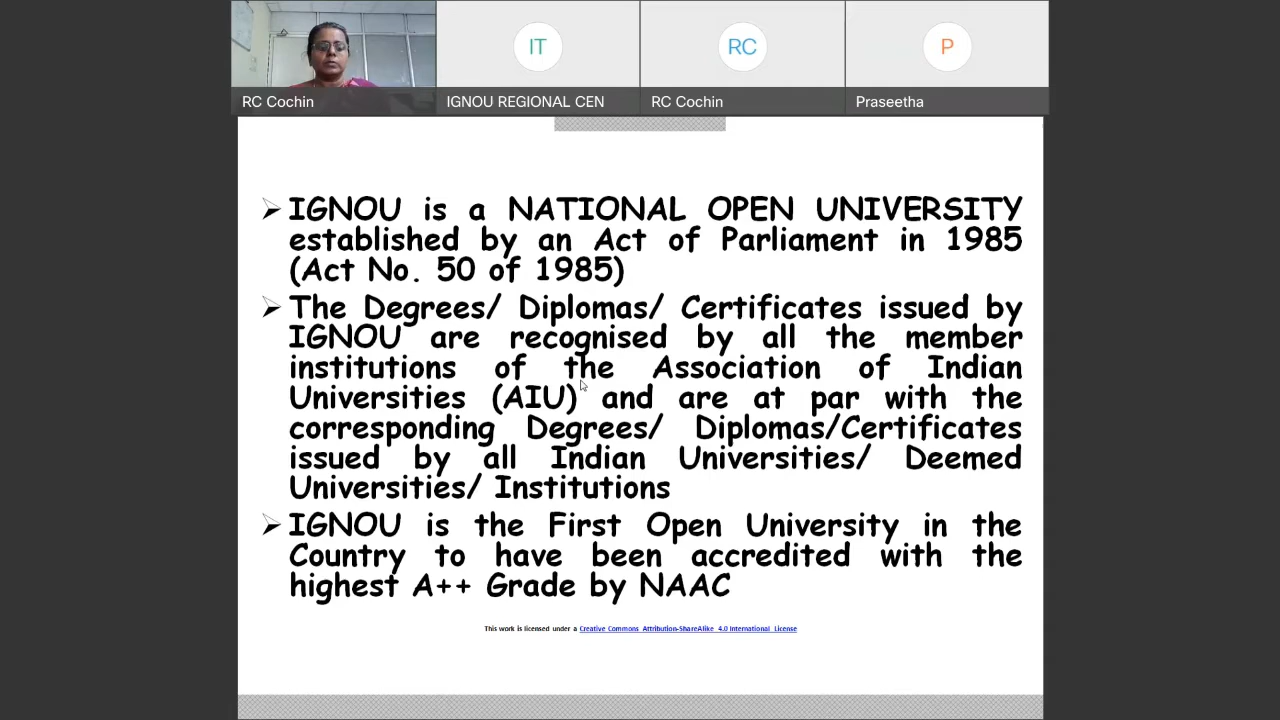 IT
RC
P
RC Cochin
IGNOU REGIONAL CEN
RC Cochin
Praseetha
➢ IGNOU is a NATIONAL OPEN UNIVERSITY
established by an Act of Parliament in 1985
(Act No. 50 of 1985)
➢ The Degrees/ Diplomas/ Certificates issued by
IGNOU are recognised by all the member
institutions of the Association of Indian
Universities (AIU) and are at par with the
corresponding Degrees/ Diplomas/Certificates
issued by all Indian Universities/ Deemed
Universities/ Institutions
➢ IGNOU is the First Open University in the
Country to have been accredited with the
highest A++ Grade by NAAC
This work is licensed under a Creative Commons Attribution-ShareAlike 4.0 International License